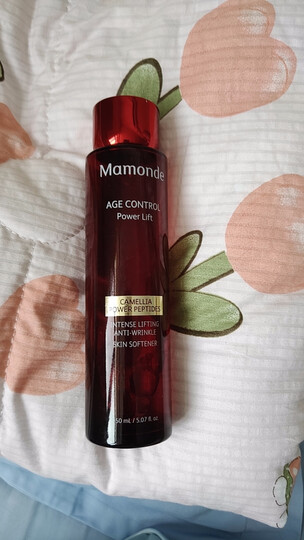 Mamonde
AGE CONTROL
Power Lift
CAMELLIA
POWER PEPTIDES
INTENSE LIFTING
ANTI-WRINKLE
SKIN SOFTENER
150 mL / 5.07 fl oz